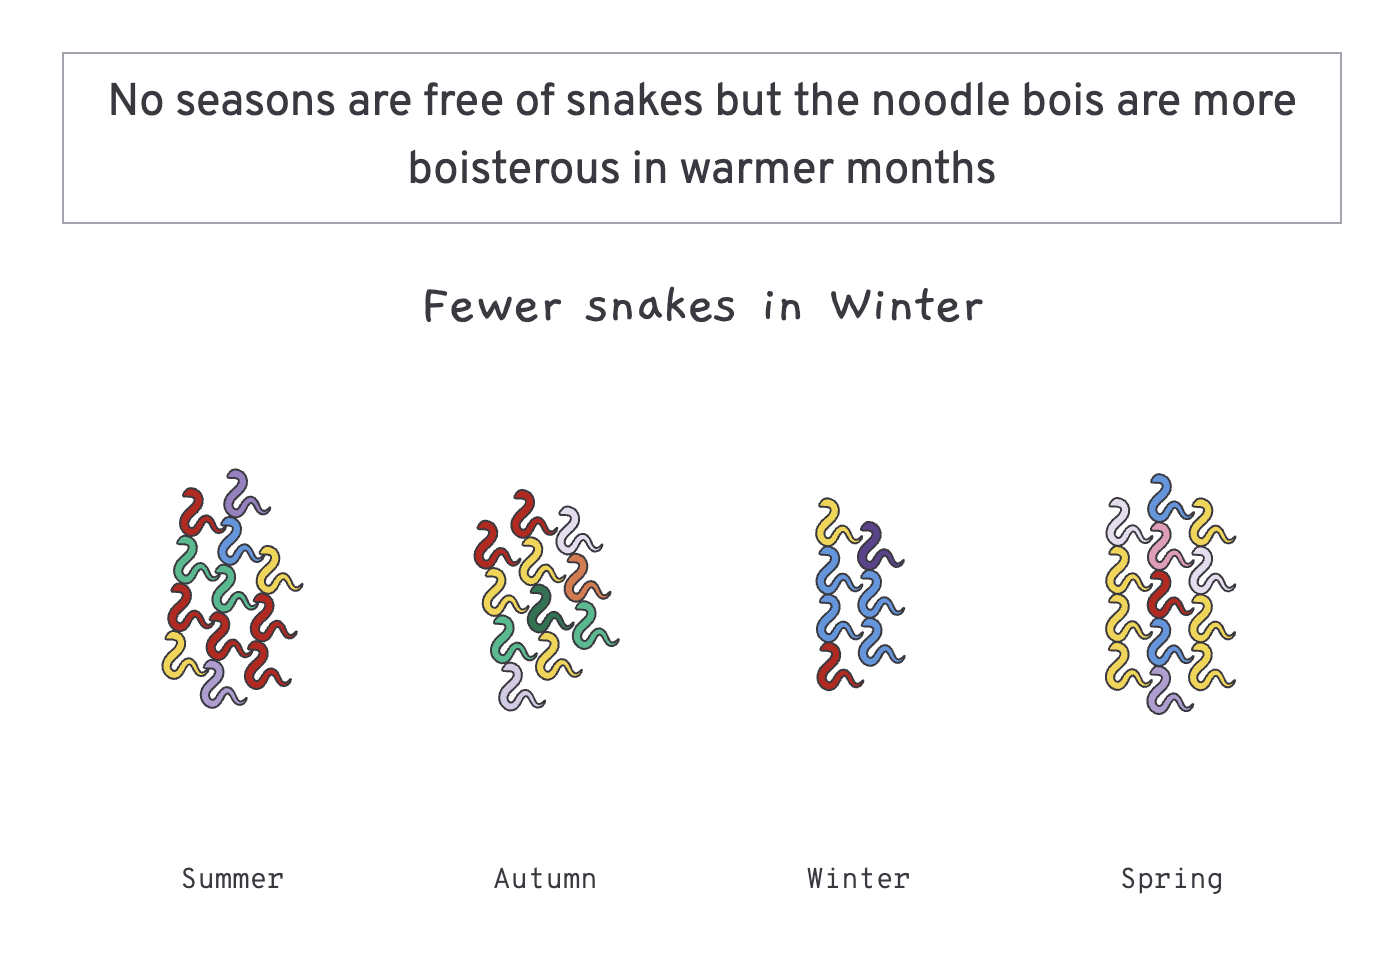 No seasons are free of snakes but the noodle bois are more
boisterous in warmer months
Fewer snakes in Winter
Summer
Autumn
Winter
Spring